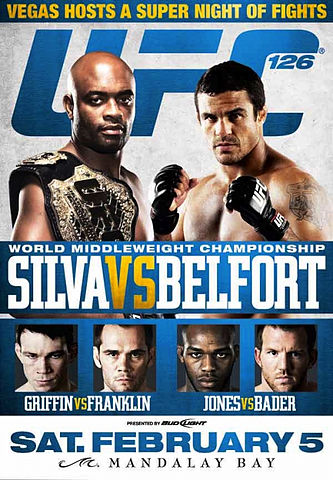 VEGAS HOSTS A SUPER NIGHT OF FIGHTS
UFC
126
UFC
WORLD MIDDLEWEIGHT CHAMPIONSHIP
SILVA VS BELFORT
GRIFFIN VS FRANKLIN
JONES VS BADER
PRESENTED BY BUD LIGHT
SAT. FEBRUARY 5
MANDALAY BAY